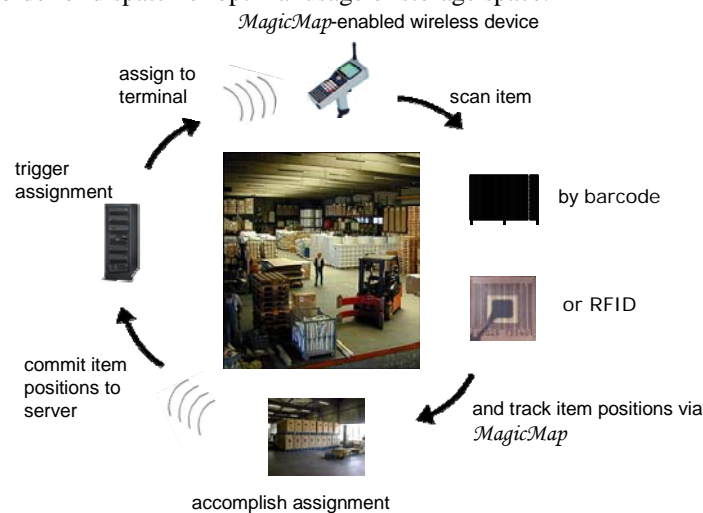 MagicMap-enabled wireless device
assign to
terminal
scan item
trigger
assignment
by barcode
or RFID
commit item
positions to
server
and track item positions via
MagicMap
accomplish assignment